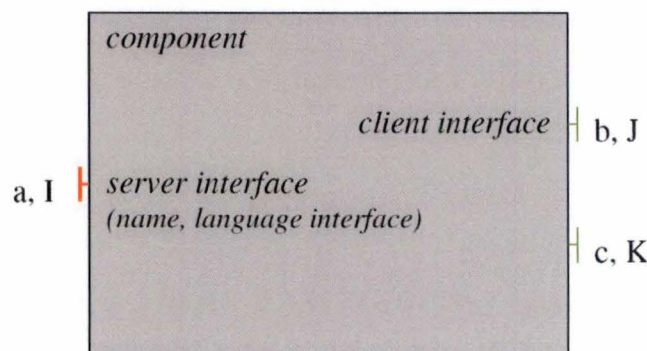 component
client interface
b, J
a, I
server interface
(name, language interface)
c, K